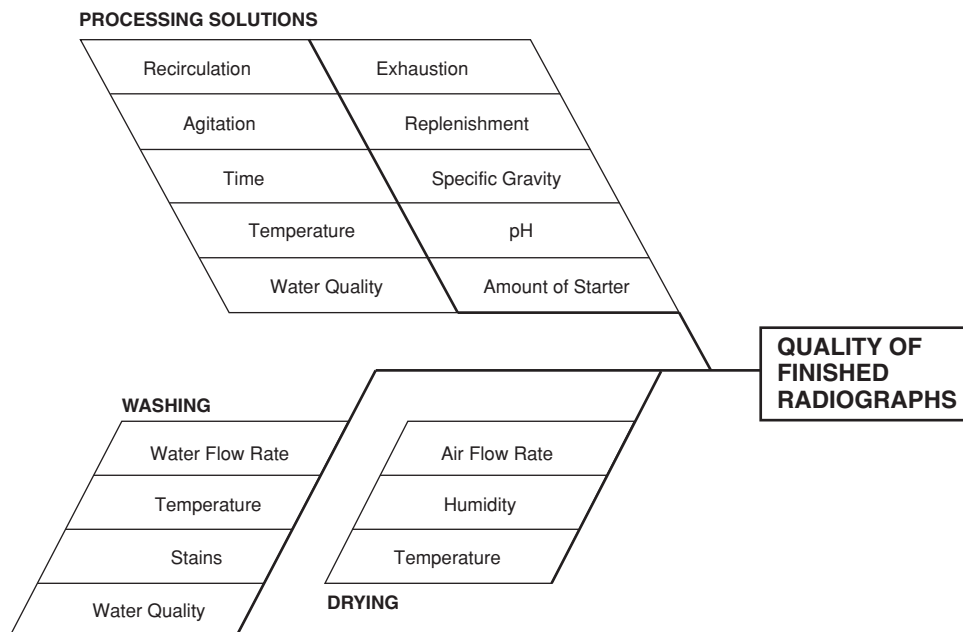 PROCESSING SOLUTIONS
Recirculation
Exhaustion
Agitation
Replenishment
Time
Specific Gravity
Temperature
pH
Water Quality
Amount of Starter
QUALITY OF
FINISHED
RADIOGRAPHS
WASHING
Water Flow Rate
Temperature
Stains
Water Quality
Air Flow Rate
Humidity
Temperature
DRYING